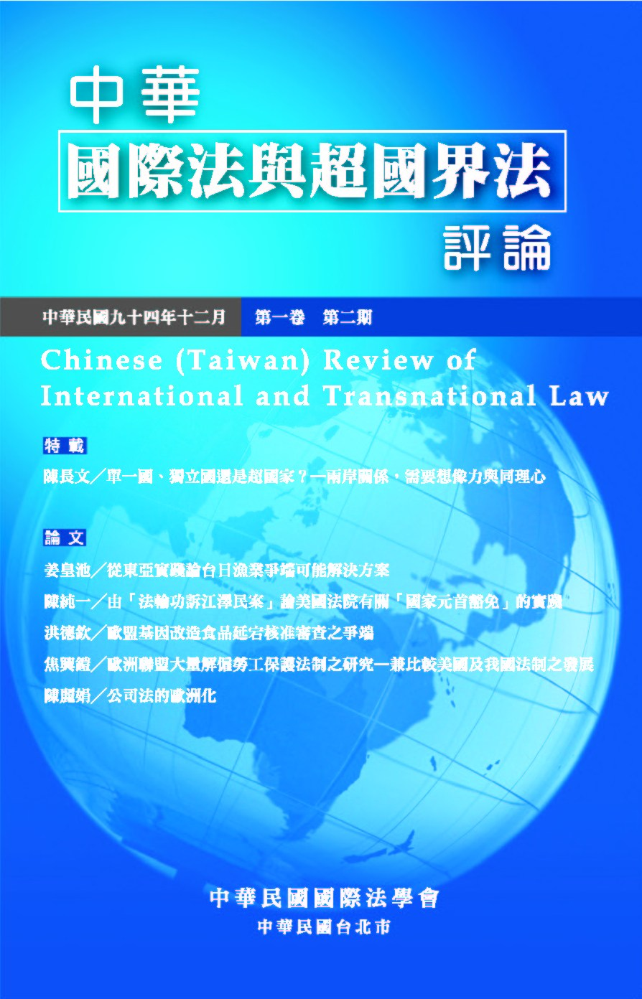 中華
國際法與超國界法
評論
中華民國九十四年十二月 第一卷 第二期
Chinese (Taiwan) Review of
International and Transnational Law
特載
陳長文／單一國、獨立國還是超國家？—兩岸關係，需要想像力與同理心
論文
姜皇池／從東亞實踐論台日漁業爭端可能解決方案
陳純一／由「法輪功訴江澤民案」論美國法院有關「國家元首豁免」的實踐
洪德欽／歐盟基因改造食品延宕核准審查之爭端
焦興鎧／歐洲聯盟大量解僱勞工保護法制之研究—兼比較美國及我國法制之發展
陳麗娟／公司法的歐洲化
中華民國國際法學會
中華民國台北市